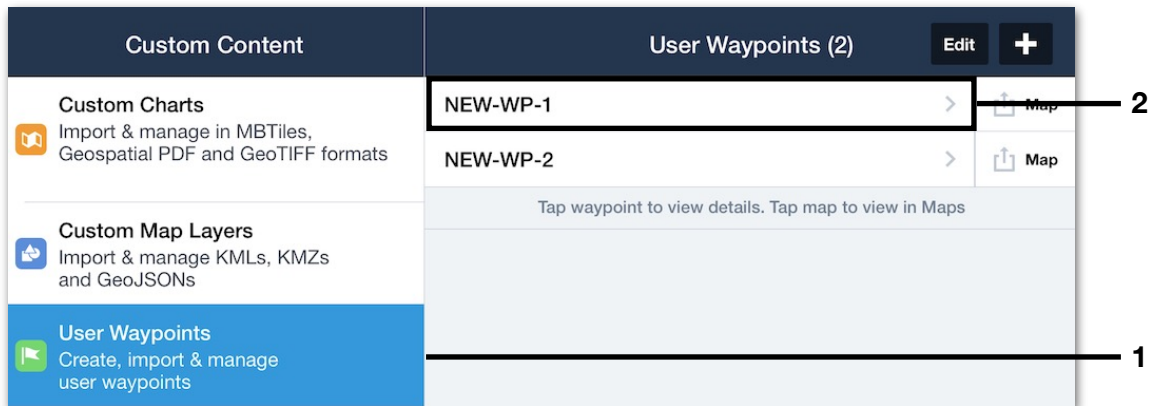 Custom Content
User Waypoints (2)
Edit
Custom Charts
Import & manage in MBTiles,
Geospatial PDF and GeoTIFF formats
Custom Map Layers
Import & manage KMLs, KMZs
and GeoJSONs
User Waypoints
Create, import & manage
user waypoints
NEW-WP-1
Map
2
NEW-WP-2
Map
Tap waypoint to view details. Tap map to view in Maps
1